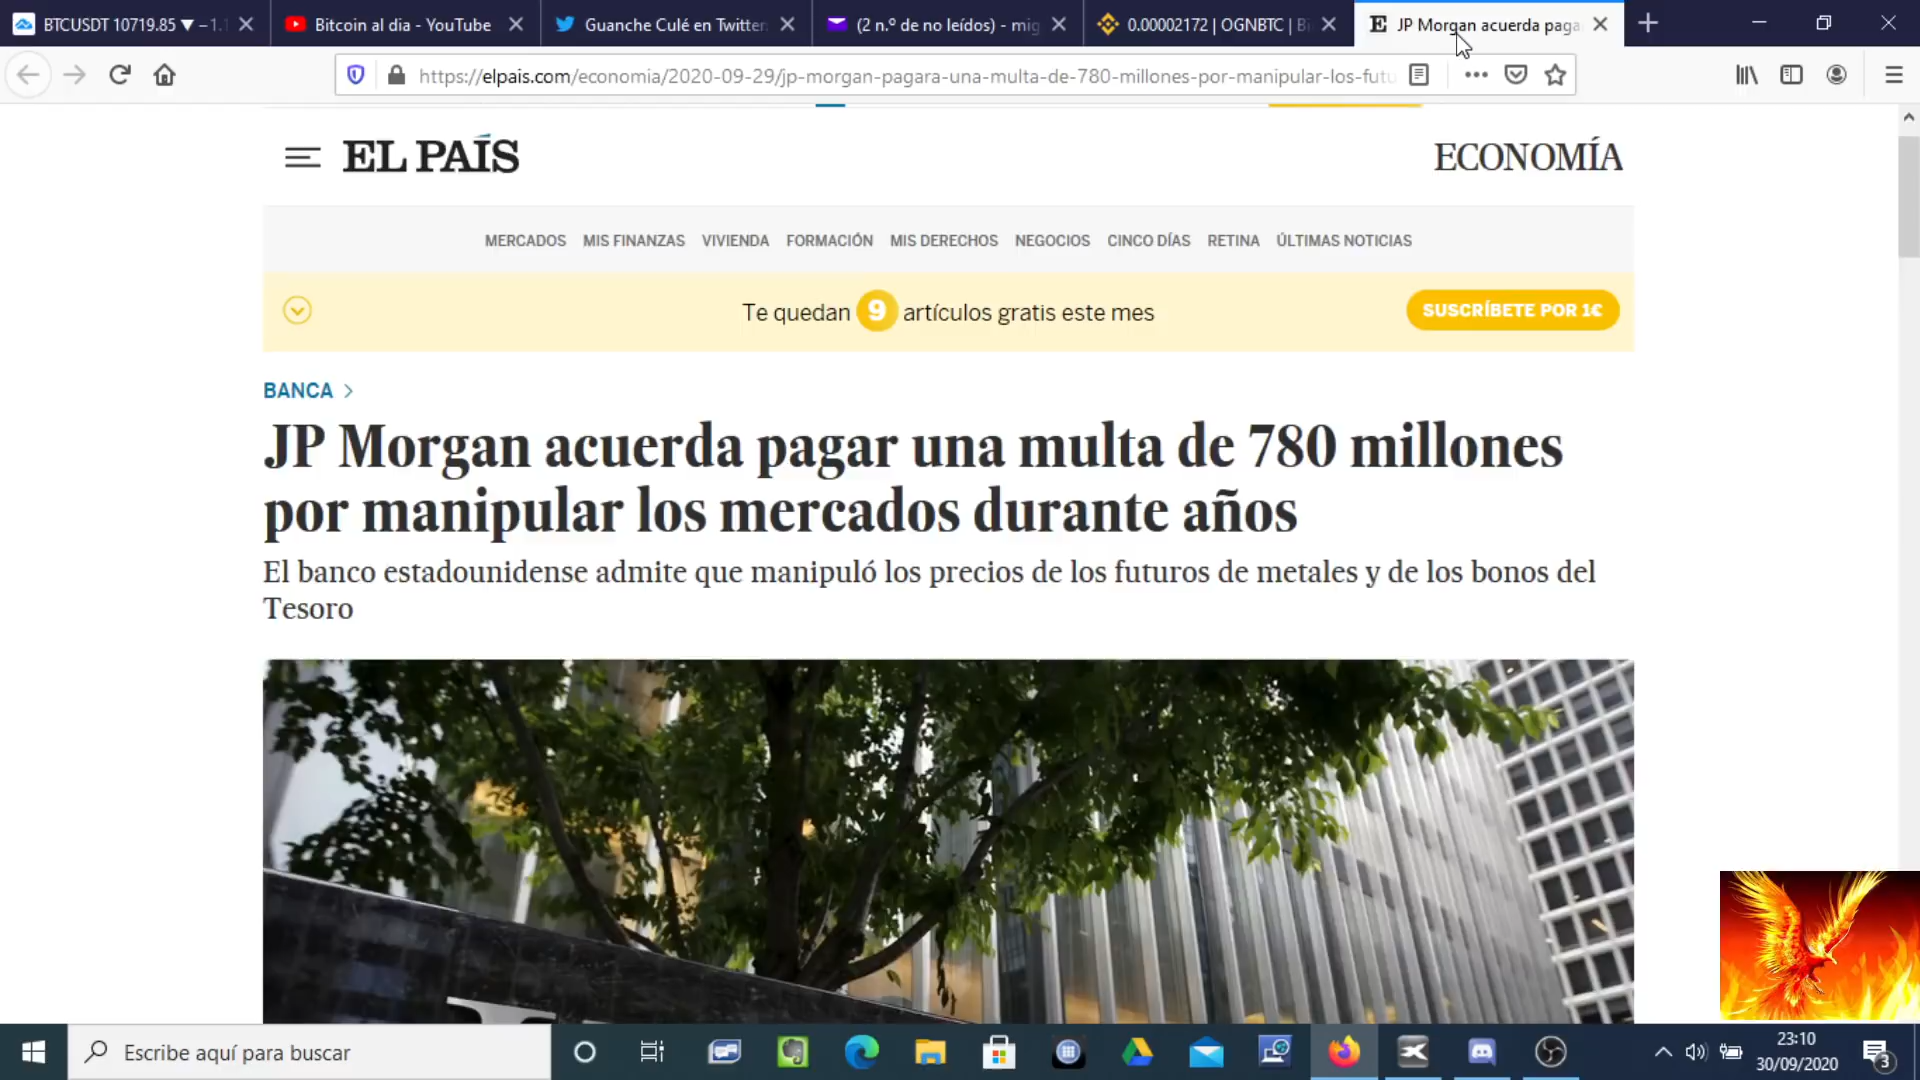 BTCUSDT 10719.85 ▼ −1.1
Bitcoin al dia - YouTube
Guanche Culé en Twitter
(2 n.º de no leídos) - mig
0.00002172 | OGNBTC | Bi
JP Morgan acuerda paga
https://elpais.com/economia/2020-09-29/jp-morgan-pagara-una-multa-de-780-millones-por-manipular-los-futu
EL PAÍS
ECONOMÍA
MERCADOS MIS FINANZAS VIVIENDA FORMACIÓN MIS DERECHOS NEGOCIOS CINCO DÍAS RETINA ÚLTIMAS NOTICIAS
Te quedan 9 artículos gratis este mes
SUSCRÍBETE POR 1€
BANCA
JP Morgan acuerda pagar una multa de 780 millones
por manipular los mercados durante años
El banco estadounidense admite que manipuló los precios de los futuros de metales y de los bonos del
Tesoro
Escribe aquí para buscar
23:10
30/09/2020
3